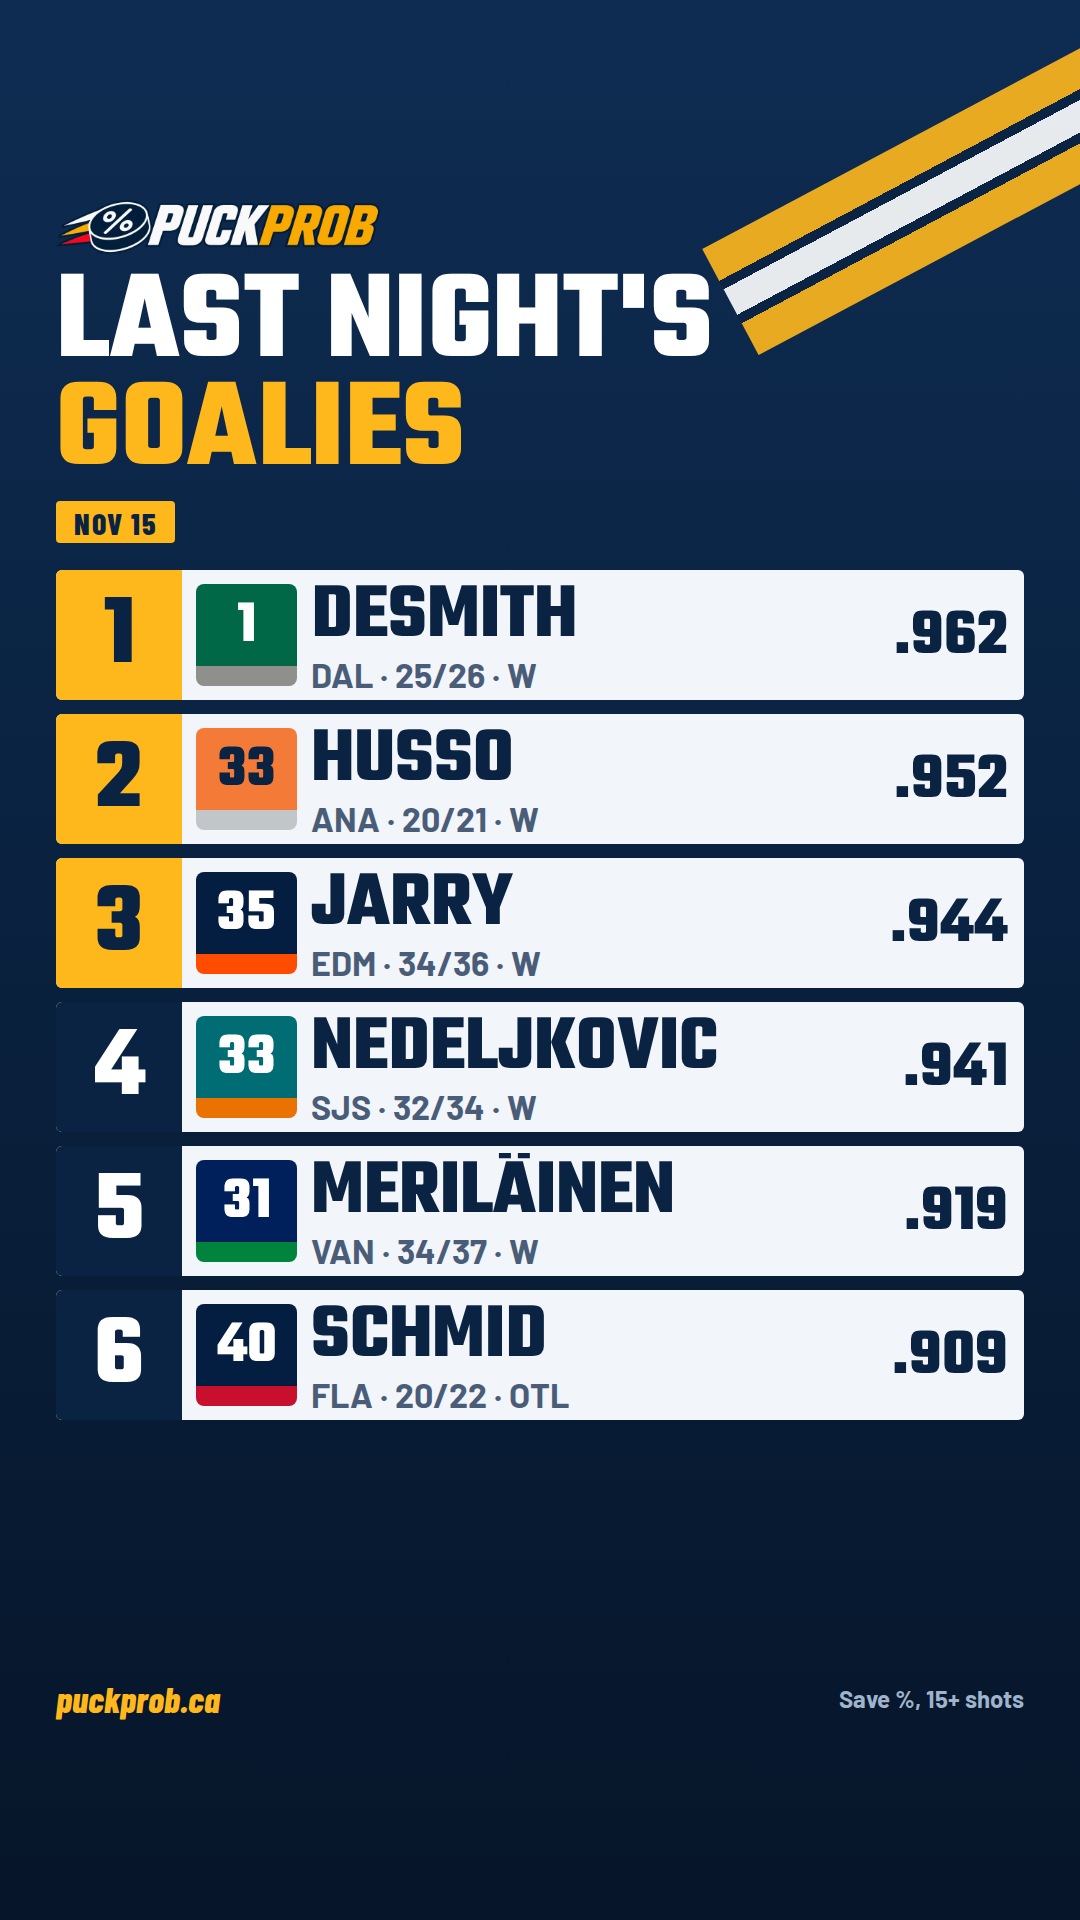 % PUCKPROB
LAST NIGHT'S
GOALIES
NOV 15
1
1
DESMITH
DAL · 25/26 · W
.962
2
33
HUSSO
ANA · 20/21 · W
.952
3
35
JARRY
EDM · 34/36 · W
.944
4
33
NEDELJKOVIC
SJS · 32/34 · W
.941
5
31
MERILÄINEN
VAN · 34/37 · W
.919
6
40
SCHMID
FLA · 20/22 · OTL
.909
puckprob.ca
Save %, 15+ shots